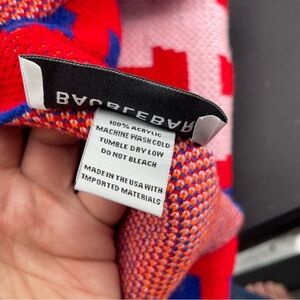 BAUBLEBAR
100% ACRYLIC
MACHINE WASH COLD
TUMBLE DRY LOW
DO NOT BLEACH
MADE IN THE USA WITH
IMPORTED MATERIALS